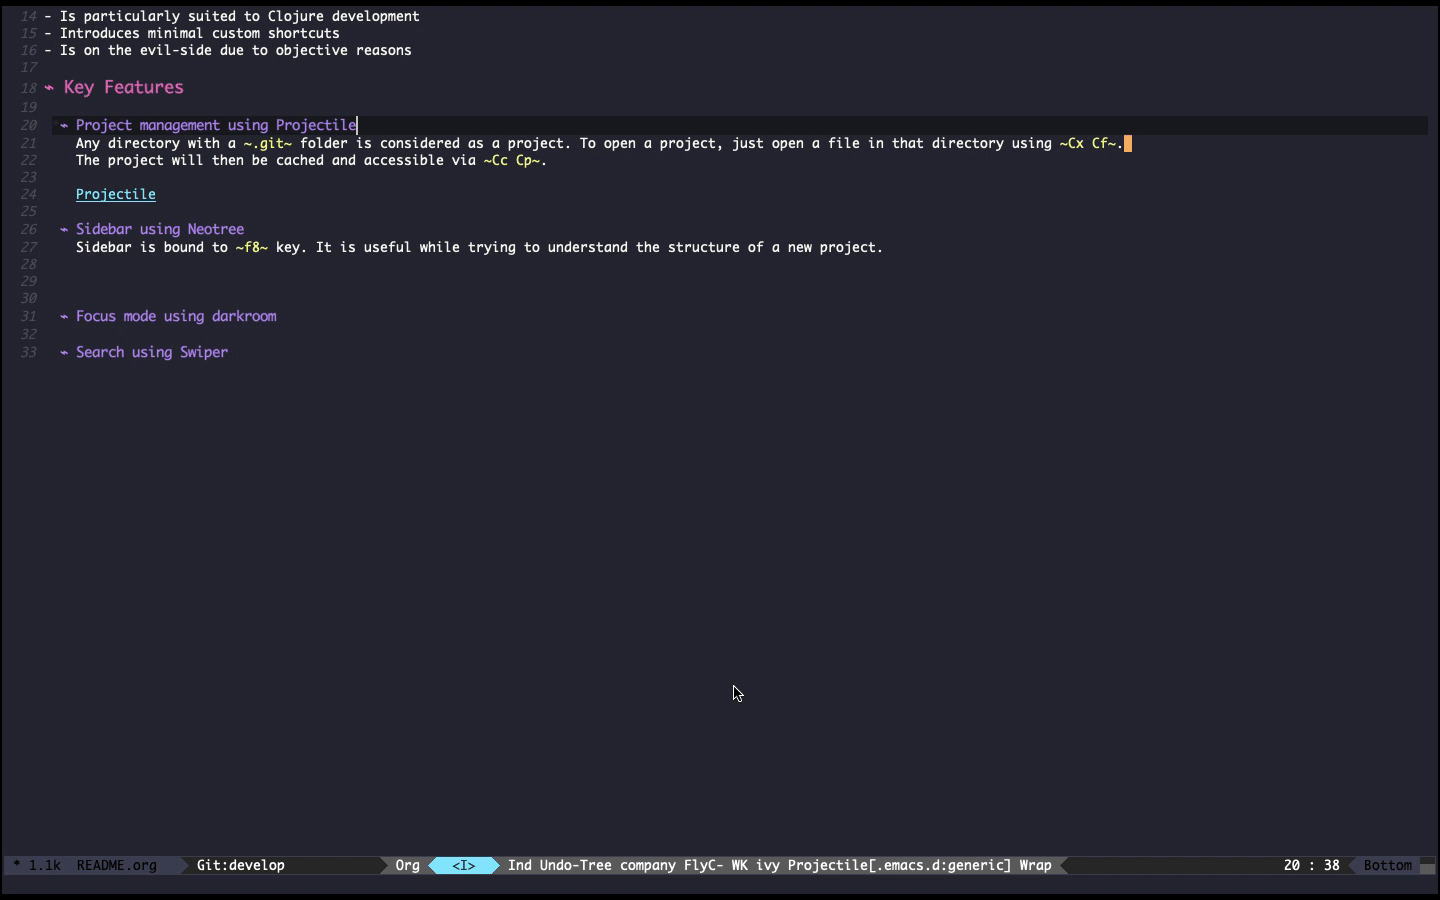 14 - Is particularly suited to Clojure development
15 - Introduces minimal custom shortcuts
16 - Is on the evil-side due to objective reasons
17
18 ⌁ Key Features
19
20 ⌁ Project management using Projectile
21 Any directory with a ~.git~ folder is considered as a project. To open a project, just open a file in that directory using ~Cx Cf~.
22 The project will then be cached and accessible via ~Cc Cp~.
23
24 Projectile
25
26 ⌁ Sidebar using Neotree
27 Sidebar is bound to ~f8~ key. It is useful while trying to understand the structure of a new project.
28
29
30
31 ⌁ Focus mode using darkroom
32
33 ⌁ Search using Swiper
* 1.1k README.org Git:develop Org <I> Ind Undo-Tree company FlyC- WK ivy Projectile[.emacs.d:generic] Wrap 20 : 38 Bottom